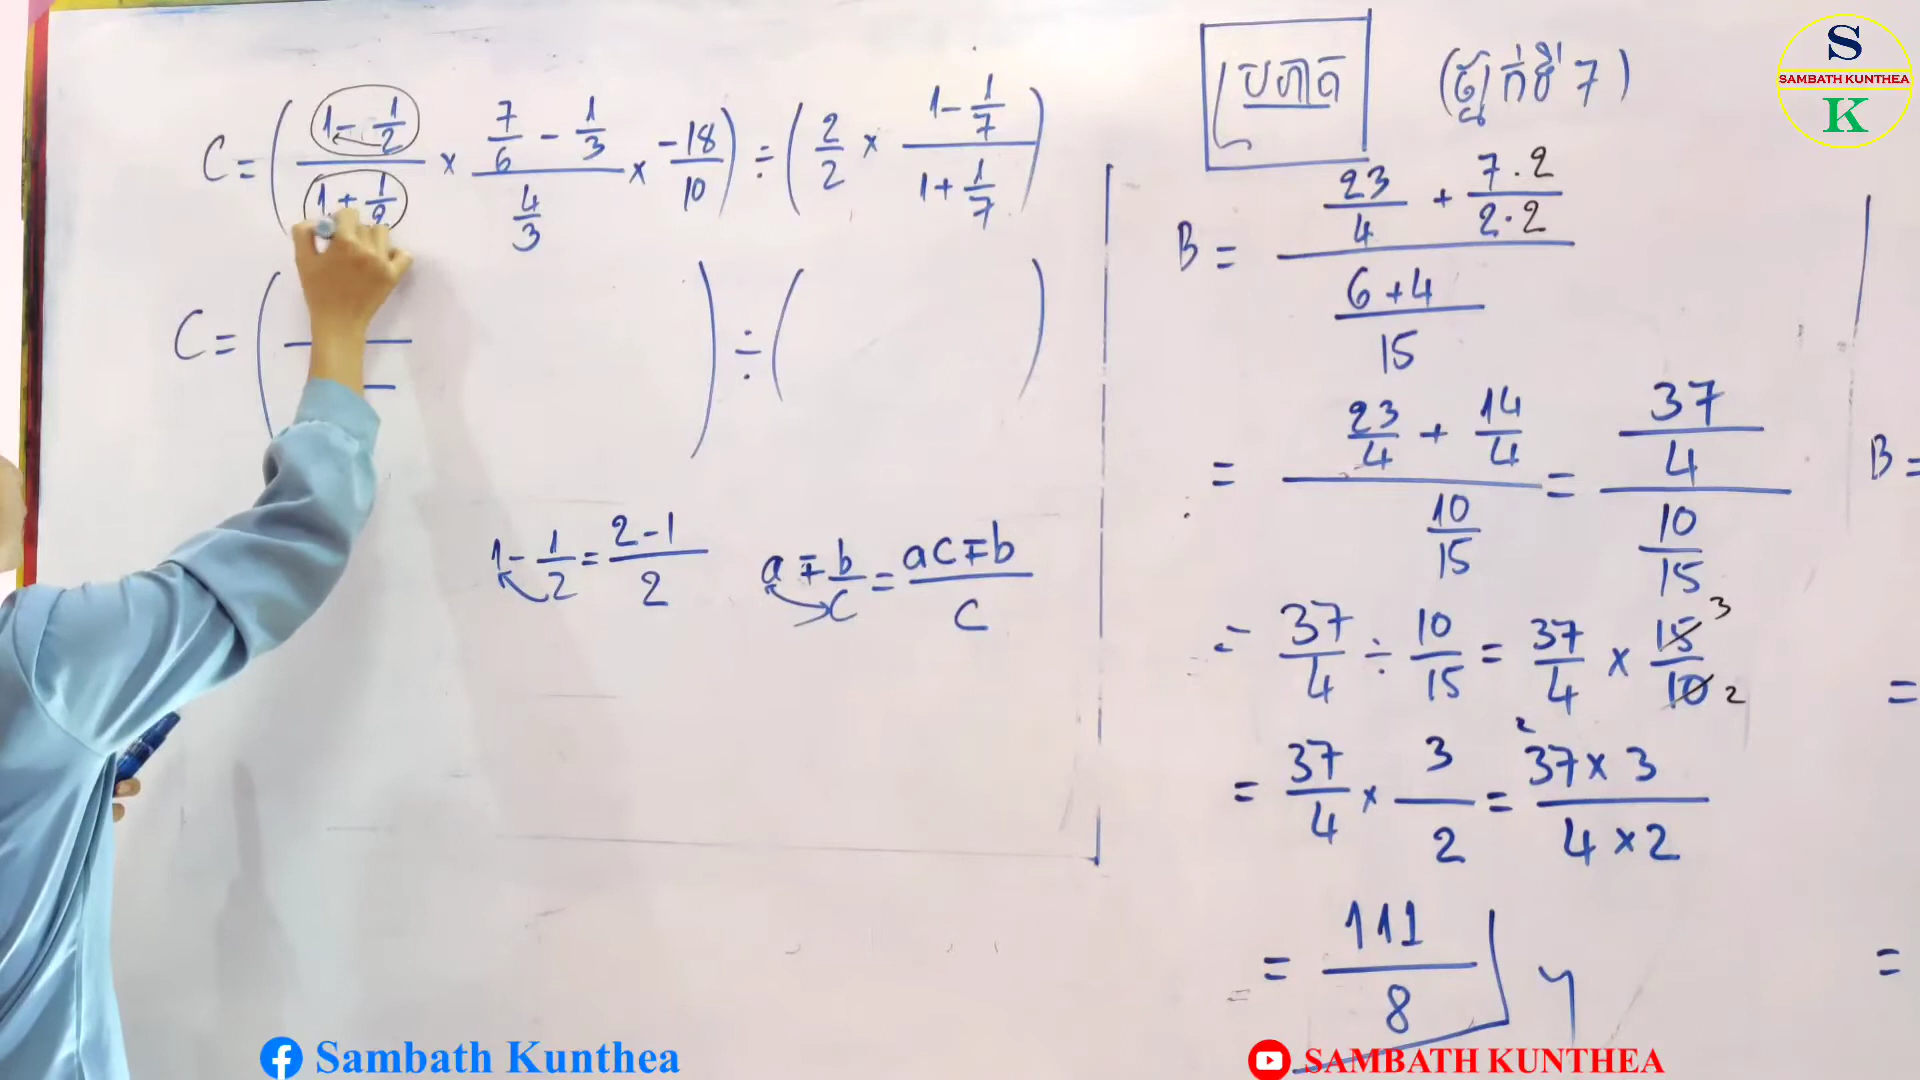 C = ( (1 - 1/2)/(1 + 1/2) × (7/6 - 1/3)/(4/3) × -18/10 ) ÷ ( 2/2 × (1 - 1/7)/(1 + 1/7) )
C = ( ) ÷ ( )
1 - 1/2 = (2 - 1)/2
a ∓ b/c = (ac ∓ b)/c
ប្រភាគ
(ថ្នាក់ទី 7)
B = (23/4 + (7 . 2)/(2 . 2))/((6 + 4)/15)
= (23/4 + 14/4)/(10/15) = (37/4)/(10/15)
= 37/4 ÷ 10/15 = 37/4 × 15/10 3 2
= 37/4 × 3/2 = (37 × 3)/(4 × 2)
= 111/8
B =
=
=
S
SAMBATH KUNTHEA
K
Sambath Kunthea
SAMBATH KUNTHEA